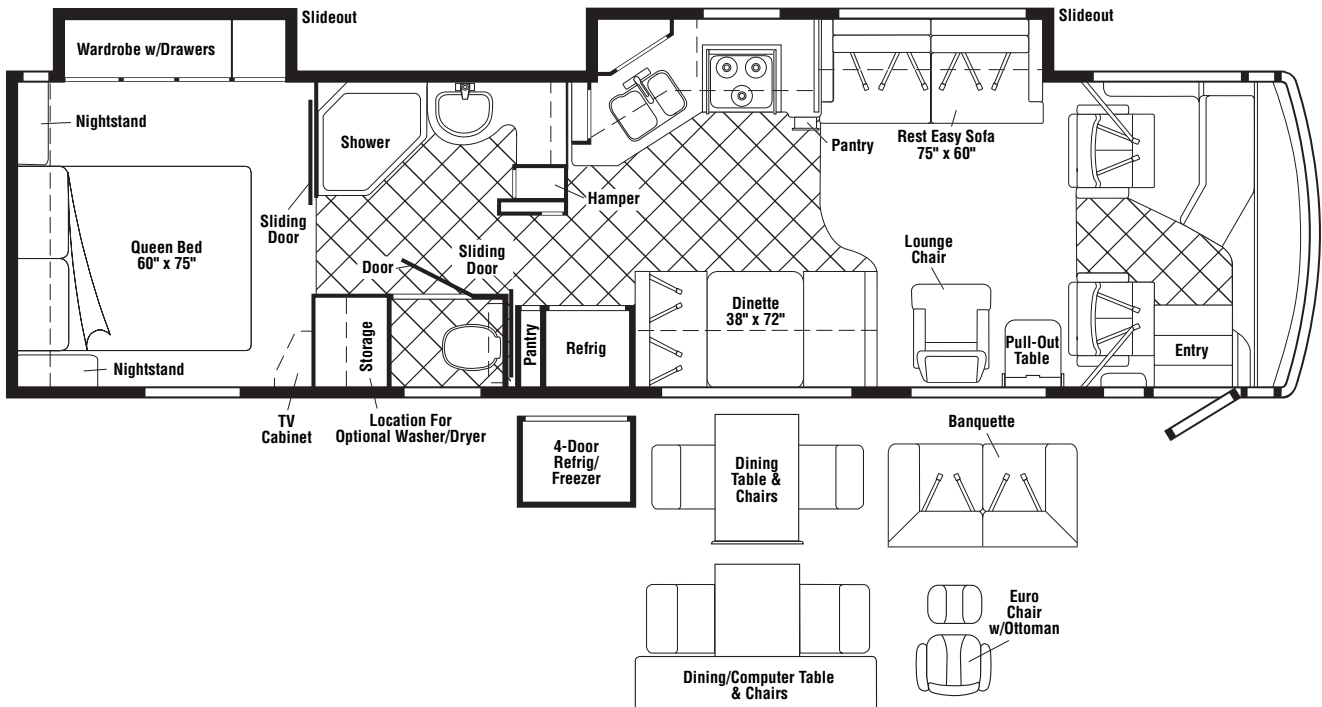 Slideout
Slideout
Wardrobe w/Drawers
Nightstand
Shower
Pantry
Rest Easy Sofa
75" x 60"
Hamper
Sliding
Door
Queen Bed
60" x 75"
Sliding
Door
Door
Lounge
Chair
Dinette
38" x 72"
Nightstand
Storage
Pantry
Refrig
Pull-Out
Table
Entry
TV
Cabinet
Location For
Optional Washer/Dryer
4-Door
Refrig/
Freezer
Dining
Table &
Chairs
Banquette
Euro
Chair
w/Ottoman
Dining/Computer Table
& Chairs